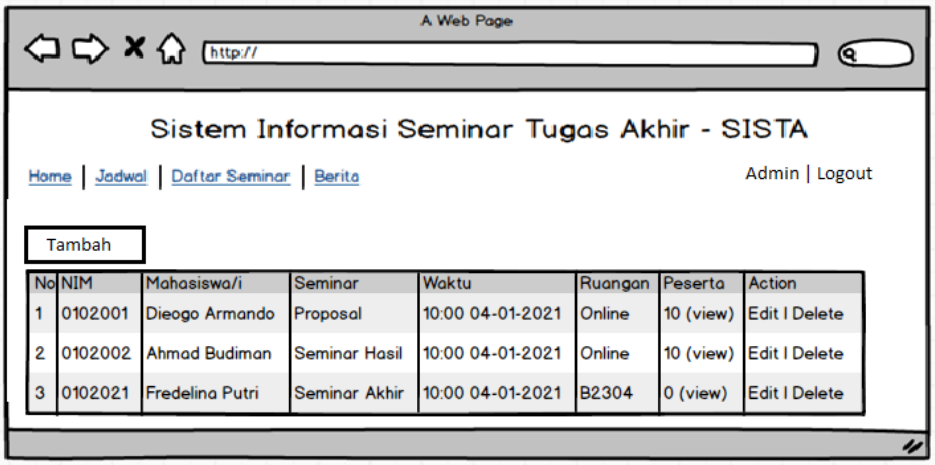 A Web Page
http://
Sistem Informasi Seminar Tugas Akhir - SISTA
Home | Jadwal | Daftar Seminar | Berita
Admin | Logout
Tambah
No NIM Mahasiswa/i Seminar Waktu Ruangan Peserta Action
1 0102001 Dieogo Armando Proposal 10:00 04-01-2021 Online 10 (view) Edit | Delete
2 0102002 Ahmad Budiman Seminar Hasil 10:00 04-01-2021 Online 10 (view) Edit | Delete
3 0102021 Fredelina Putri Seminar Akhir 10:00 04-01-2021 B2304 0 (view) Edit | Delete